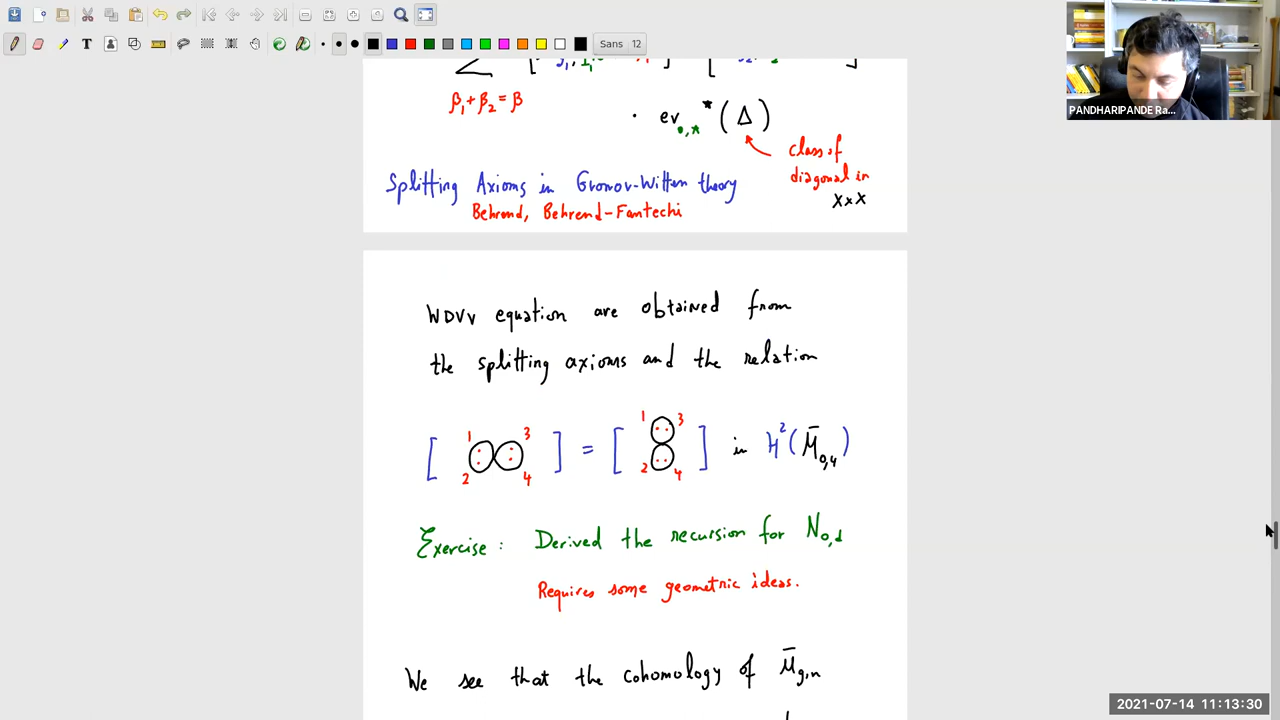 Sans 12
β₁ + β₂ = β
· ev₀,* * (Δ)
class of
diagonal in
X×X
Splitting Axioms in Gromov-Witten theory
Behrend, Behrend-Fantechi
WDVV equation are obtained from
the splitting axioms and the relation
[ 1 2 3 4 ] = [ 1 3 2 4 ] in H²(M̄₀,₄)
Exercise : Derived the recursion for N₀,d
Requires some geometric ideas.
We see that the cohomology of M̄g,n
PANDHARIPANDE Ra...
2021-07-14 11:13:30